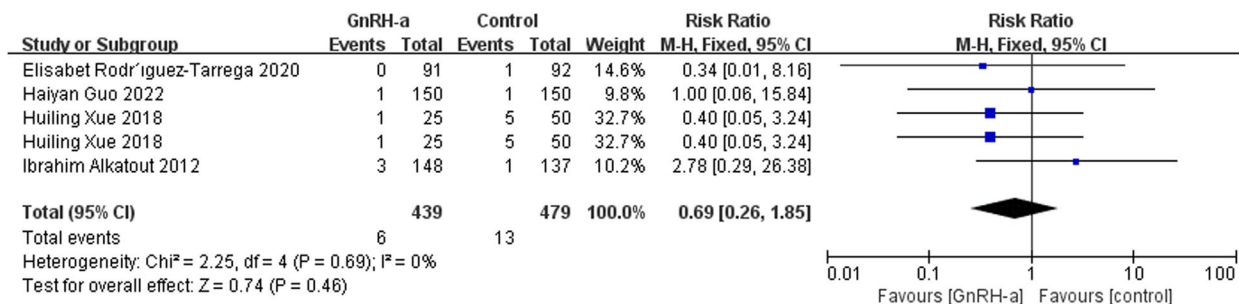 GnRH-a Control Risk Ratio Risk Ratio
Study or Subgroup Events Total Events Total Weight M-H, Fixed, 95% CI M-H, Fixed, 95% CI
Elisabet Rodr´ıguez-Tarrega 2020 0 91 1 92 14.6% 0.34 [0.01, 8.16]
Haiyan Guo 2022 1 150 1 150 9.8% 1.00 [0.06, 15.84]
Huiling Xue 2018 1 25 5 50 32.7% 0.40 [0.05, 3.24]
Huiling Xue 2018 1 25 5 50 32.7% 0.40 [0.05, 3.24]
Ibrahim Alkatout 2012 3 148 1 137 10.2% 2.78 [0.29, 26.38]
Total (95% CI) 439 479 100.0% 0.69 [0.26, 1.85]
Total events 6 13
Heterogeneity: Chi² = 2.25, df = 4 (P = 0.69); I² = 0%
Test for overall effect: Z = 0.74 (P = 0.46)
0.01 0.1 1 10 100
Favours [GnRH-a] Favours [control]